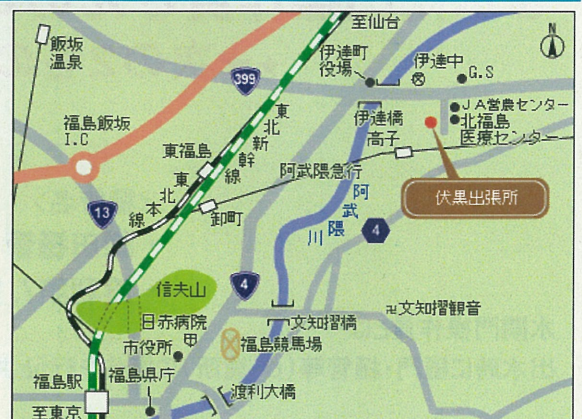 至仙台
N
飯坂
温泉
伊達町
役場
伊達中
G.S
399
東北新幹線
JA営農センター
北福島
医療センター
伊達橋
高子
福島飯坂
I.C
東福島
阿武隈急行
伏黒出張所
13
東北本線
卸町
阿武隈川
4
信夫山
4
文知摺橋
卍文知摺観音
日赤病院
市役所
福島競馬場
福島駅
福島県庁
渡利大橋
至東京